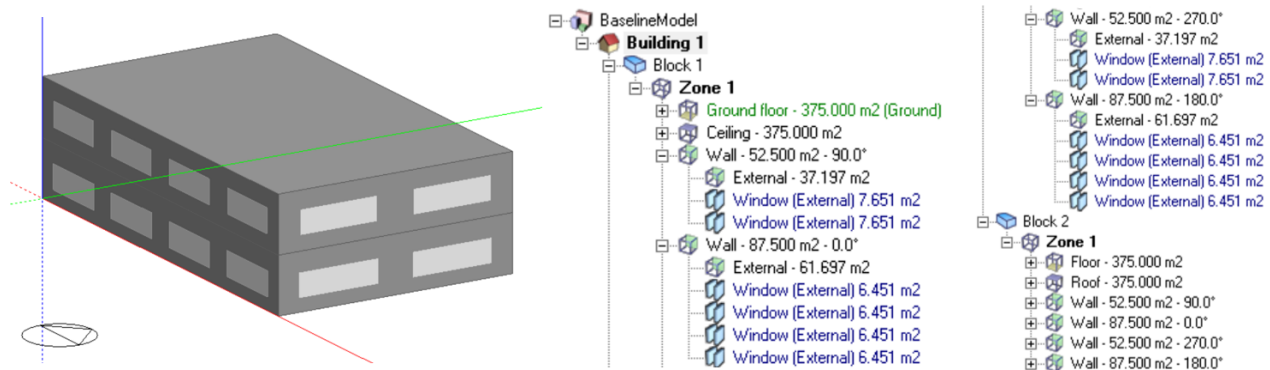 BaselineModel
Building 1
Block 1
Zone 1
Ground floor - 375.000 m2 (Ground)
Ceiling - 375.000 m2
Wall - 52.500 m2 - 90.0°
External - 37.197 m2
Window (External) 7.651 m2
Window (External) 7.651 m2
Wall - 87.500 m2 - 0.0°
External - 61.697 m2
Window (External) 6.451 m2
Window (External) 6.451 m2
Window (External) 6.451 m2
Window (External) 6.451 m2
Wall - 52.500 m2 - 270.0°
External - 37.197 m2
Window (External) 7.651 m2
Window (External) 7.651 m2
Wall - 87.500 m2 - 180.0°
External - 61.697 m2
Window (External) 6.451 m2
Window (External) 6.451 m2
Window (External) 6.451 m2
Window (External) 6.451 m2
Block 2
Zone 1
Floor - 375.000 m2
Roof - 375.000 m2
Wall - 52.500 m2 - 90.0°
Wall - 87.500 m2 - 0.0°
Wall - 52.500 m2 - 270.0°
Wall - 87.500 m2 - 180.0°